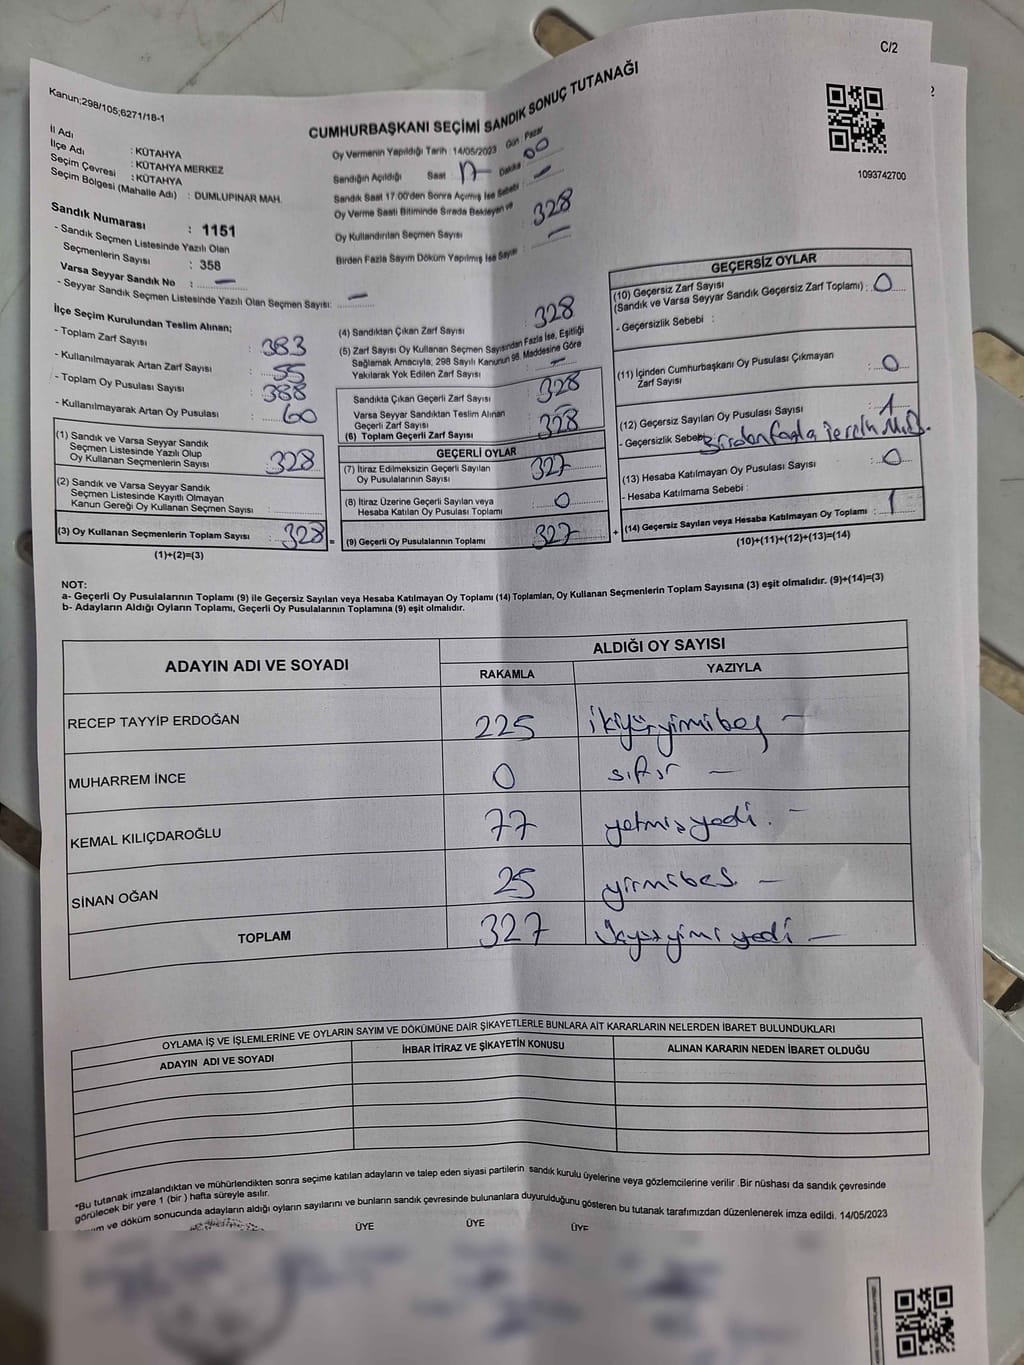 C/2
Kanun;298/105;6271/18-1
CUMHURBAŞKANI SEÇİMİ SANDIK SONUÇ TUTANAĞI
1093742700
İl Adı : KÜTAHYA
İlçe Adı : KÜTAHYA MERKEZ
Seçim Çevresi : KÜTAHYA
Seçim Bölgesi (Mahalle Adı) : DUMLUPINAR MAH.
Sandık Numarası : 1151
- Sandık Seçmen Listesinde Yazılı Olan
Seçmenlerin Sayısı : 358
Varsa Seyyar Sandık No : —
- Seyyar Sandık Seçmen Listesinde Yazılı Olan Seçmen Sayısı: —
İlçe Seçim Kurulundan Teslim Alınan;
- Toplam Zarf Sayısı : 383
- Kullanılmayarak Artan Zarf Sayısı : 55
- Toplam Oy Pusulası Sayısı : 388
- Kullanılmayarak Artan Oy Pusulası : 60
(1) Sandık ve Varsa Seyyar Sandık
Seçmen Listesinde Yazılı Olup
Oy Kullanan Seçmenlerin Sayısı : 328
(2) Sandık ve Varsa Seyyar Sandık
Seçmen Listesinde Kayıtlı Olmayan
Kanun Gereği Oy Kullanan Seçmen Sayısı :
(3) Oy Kullanan Seçmenlerin Toplam Sayısı : 328
(1)+(2)=(3)
Oy Vermenin Yapıldığı Tarih : 14/05/2023 Gün : Pazar
Sandığın Açıldığı Saat : 17 Dakika : 00
Sandık Saat 17:00'den Sonra Açılmış İse Sebebi : —
Oy Verme Saati Bitiminde Sırada Bekleyen ve
Oy Kullandırılan Seçmen Sayısı : 328
Birden Fazla Sayım Döküm Yapılmış İse Sayısı : —
(4) Sandıktan Çıkan Zarf Sayısı : 328
(5) Zarf Sayısı Oy Kullanan Seçmen Sayısından Fazla İse, Eşitliği
Sağlamak Amacıyla; 298 Sayılı Kanunun 98. Maddesine Göre
Yakılarak Yok Edilen Zarf Sayısı : —
Sandıkta Çıkan Geçerli Zarf Sayısı : 328
Varsa Seyyar Sandıktan Teslim Alınan
Geçerli Zarf Sayısı
(6) Toplam Geçerli Zarf Sayısı : 328
GEÇERLİ OYLAR
(7) İtiraz Edilmeksizin Geçerli Sayılan
Oy Pusulalarının Sayısı : 327
(8) İtiraz Üzerine Geçerli Sayılan veya
Hesaba Katılan Oy Pusulası Toplamı : 0
= (9) Geçerli Oy Pusulalarının Toplamı : 327 +
GEÇERSİZ OYLAR
(10) Geçersiz Zarf Sayısı
(Sandık ve Varsa Seyyar Sandık Geçersiz Zarf Toplamı) : 0
- Geçersizlik Sebebi :
(11) İçinden Cumhurbaşkanı Oy Pusulası Çıkmayan
Zarf Sayısı : 0
(12) Geçersiz Sayılan Oy Pusulası Sayısı : 1
- Geçersizlik Sebebi Birden fazla
(13) Hesaba Katılmayan Oy Pusulası Sayısı : 0
- Hesaba Katılmama Sebebi :
(14) Geçersiz Sayılan veya Hesaba Katılmayan Oy Toplamı : 1
(10)+(11)+(12)+(13)=(14)
NOT:
a- Geçerli Oy Pusulalarının Toplamı (9) ile Geçersiz Sayılan veya Hesaba Katılmayan Oy Toplamı (14) Toplamları, Oy Kullanan Seçmenlerin Toplam Sayısına (3) eşit olmalıdır. (9)+(14)=(3)
b- Adayların Aldığı Oyların Toplamı, Geçerli Oy Pusulalarının Toplamına (9) eşit olmalıdır.
ADAYIN ADI VE SOYADI ALDIĞI OY SAYISI
RAKAMLA YAZIYLA
RECEP TAYYİP ERDOĞAN 225 ikiyüzyirmibeş —
MUHARREM İNCE 0 sıfır —
KEMAL KILIÇDAROĞLU 77 yetmişyedi. —
SİNAN OĞAN 25 yirmibeş. —
TOPLAM 327 üçyüzyirmi yedi —
OYLAMA İŞ VE İŞLEMLERİNE VE OYLARIN SAYIM VE DÖKÜMÜNE DAİR ŞİKAYETLERLE BUNLARA AİT KARARLARIN NELERDEN İBARET BULUNDUKLARI
ADAYIN ADI VE SOYADI İHBAR İTİRAZ VE ŞİKAYETİN KONUSU ALINAN KARARIN NEDEN İBARET OLDUĞU
*Bu tutanak imzalandıktan ve mühürlendikten sonra seçime katılan adayların ve talep eden siyasi partilerin sandık kurulu üyelerine veya gözlemcilerine verilir .Bir nüshası da sandık çevresinde
görülecek bir yere 1 (bir ) hafta süreyle asılır.
ve döküm sonucunda adayların aldığı oyların sayılarını ve bunların sandık çevresinde bulunanlara duyurulduğunu gösteren bu tutanak tarafımızdan düzenlenerek imza edildi. 14/05/2023
ÜYE ÜYE ÜYE